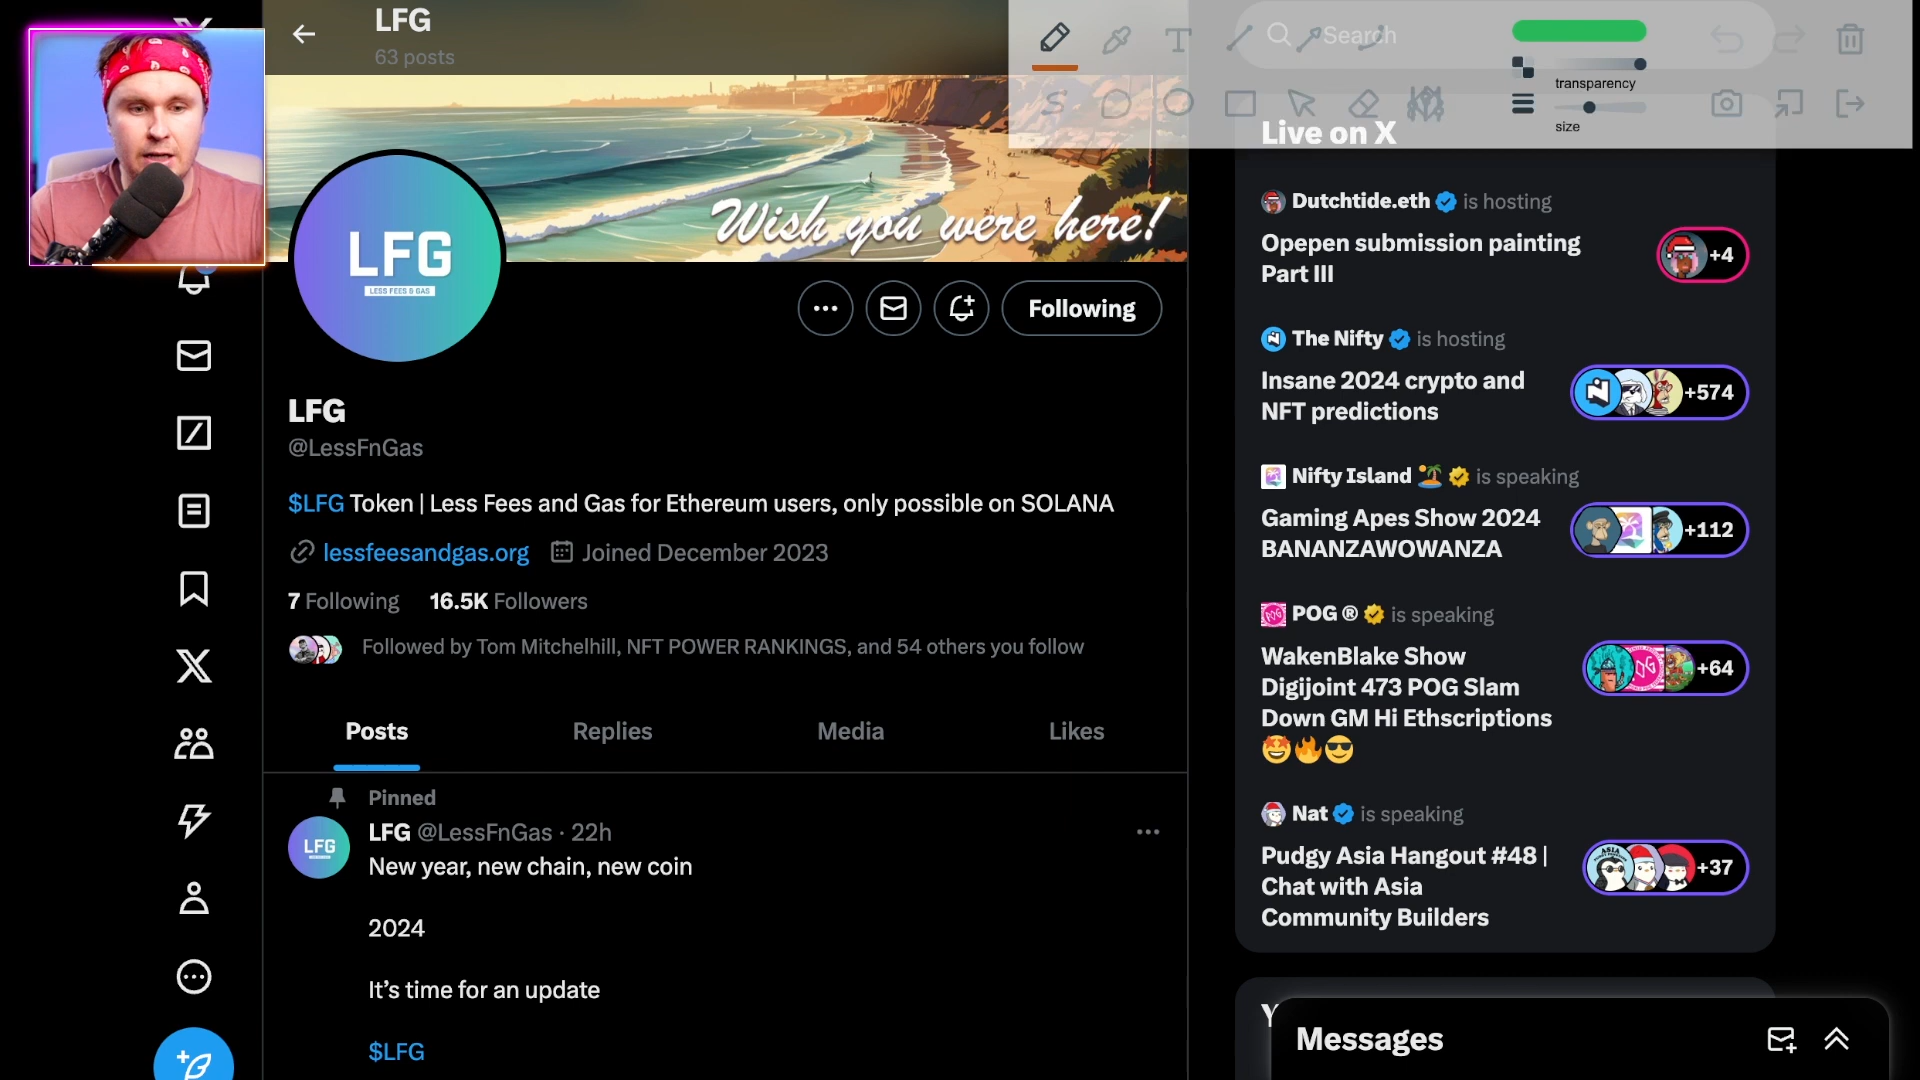 LFG
63 posts
Search
transparency
size
Wish you were here!
LFG
LESS FEES & GAS
Following
LFG
@LessFnGas
$LFG Token | Less Fees and Gas for Ethereum users, only possible on SOLANA
lessfeesandgas.org Joined December 2023
7 Following 16.5K Followers
Followed by Tom Mitchelhill, NFT POWER RANKINGS, and 54 others you follow
Posts Replies Media Likes
Pinned
LFG @LessFnGas · 22h
LFG
New year, new chain, new coin
2024
It’s time for an update
$LFG
Live on X
Dutchtide.eth is hosting
Opepen submission painting
Part III
+4
The Nifty is hosting
Insane 2024 crypto and
NFT predictions
+574
Nifty Island 🏝️ is speaking
Gaming Apes Show 2024
BANANZAWOWANZA
+112
POG ® is speaking
WakenBlake Show
Digijoint 473 POG Slam
Down GM Hi Ethscriptions
🤩🔥😎
+64
Nat is speaking
Pudgy Asia Hangout #48 |
Chat with Asia
Community Builders
+37
Messages